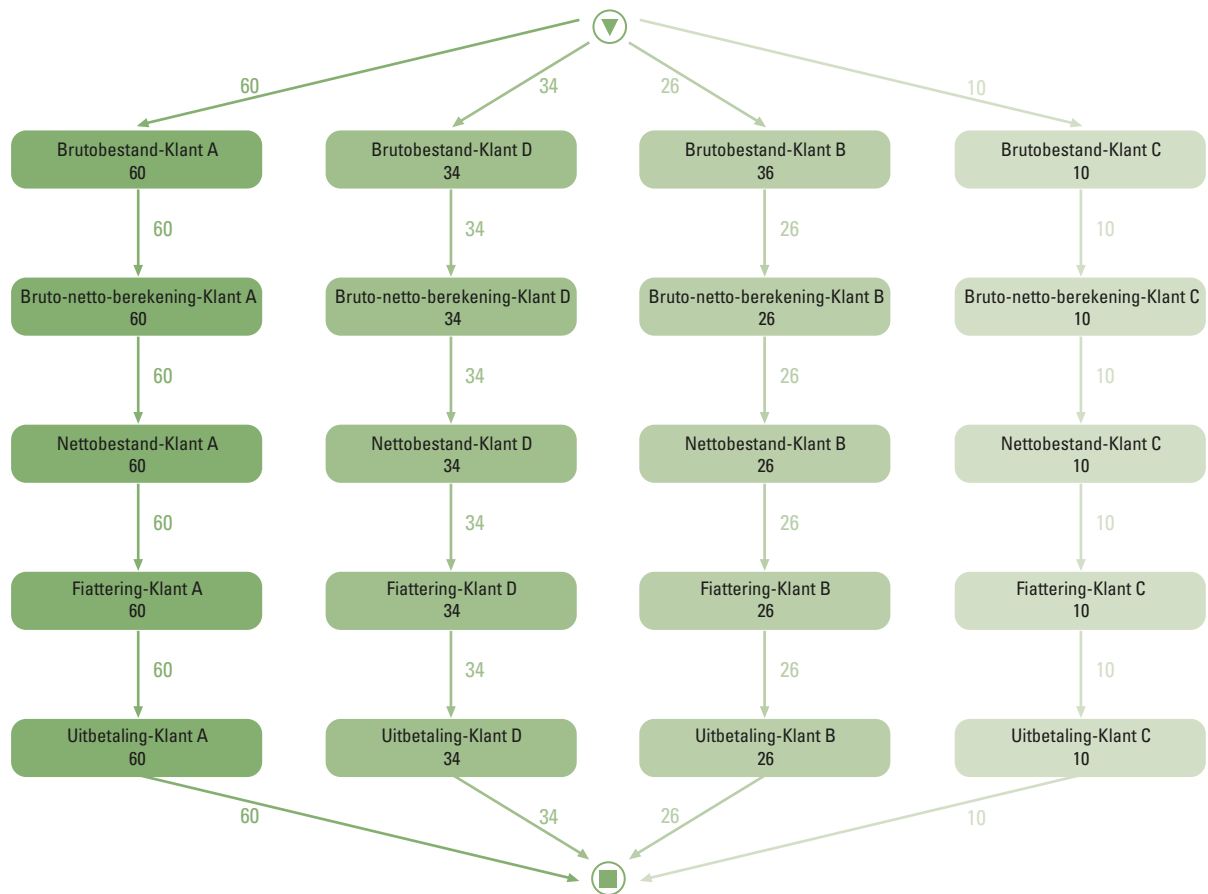 60
34
26
10
Brutobestand-Klant A
60
Brutobestand-Klant D
34
Brutobestand-Klant B
36
Brutobestand-Klant C
10
60
34
26
10
Bruto-netto-berekening-Klant A
60
Bruto-netto-berekening-Klant D
34
Bruto-netto-berekening-Klant B
26
Bruto-netto-berekening-Klant C
10
60
34
26
10
Nettobestand-Klant A
60
Nettobestand-Klant D
34
Nettobestand-Klant B
26
Nettobestand-Klant C
10
60
34
26
10
Fiattering-Klant A
60
Fiattering-Klant D
34
Fiattering-Klant B
26
Fiattering-Klant C
10
60
34
26
10
Uitbetaling-Klant A
60
Uitbetaling-Klant D
34
Uitbetaling-Klant B
26
Uitbetaling-Klant C
10
60
34
26
10